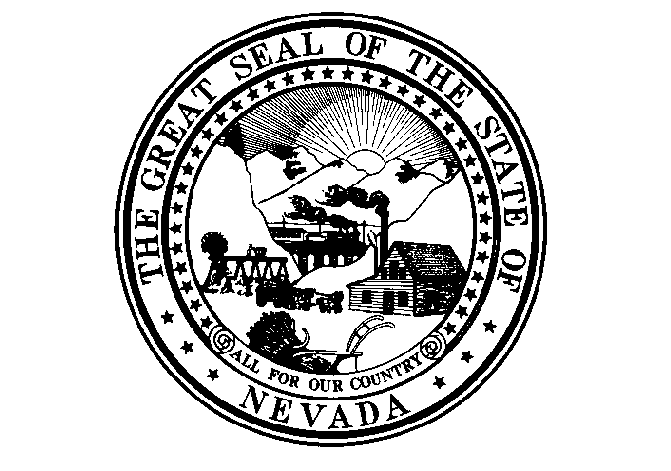 THE GREAT SEAL OF THE STATE OF
NEVADA
ALL FOR OUR COUNTRY